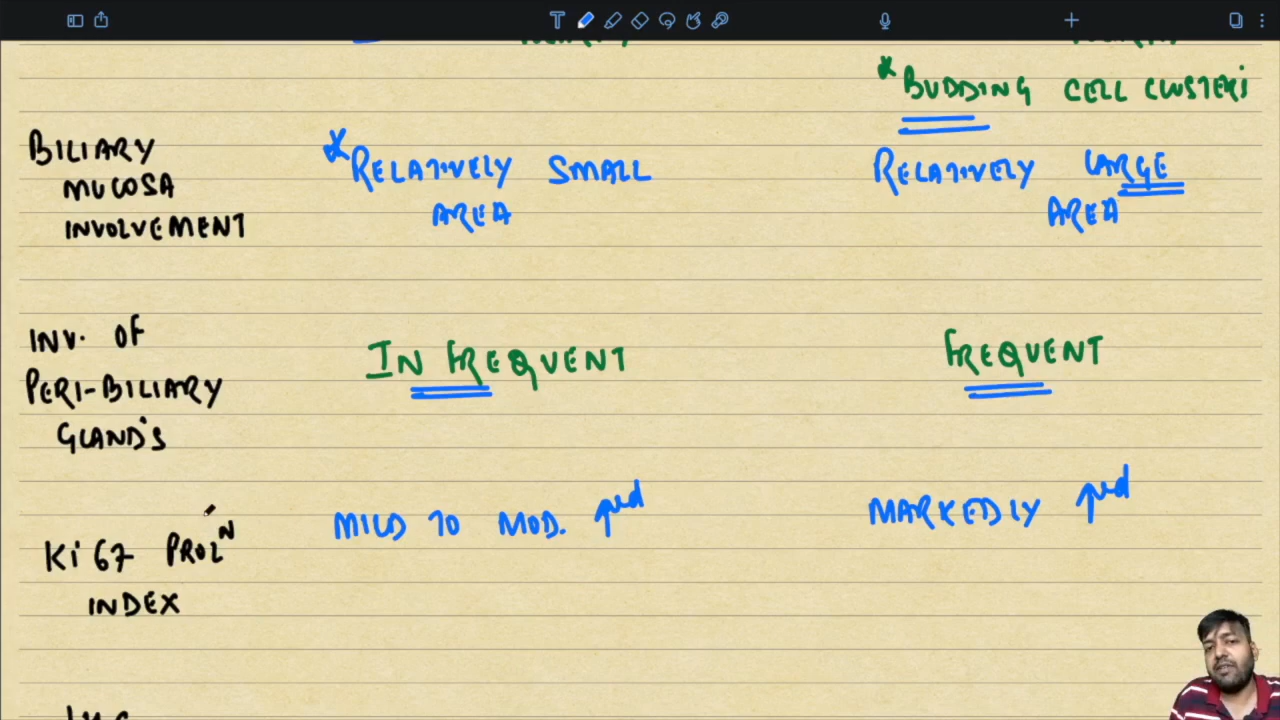 *BUDDING CELL CLUSTERS
BILIARY MUCOSA INVOLVEMENT
*RELATIVELY SMALL AREA
RELATIVELY LARGE AREA
INV. OF PERI-BILIARY GLAND'S
IN FREQUENT
FREQUENT
Ki 67 PROLN INDEX
MILD TO MOD. ↑ed
MARKEDLY ↑ed